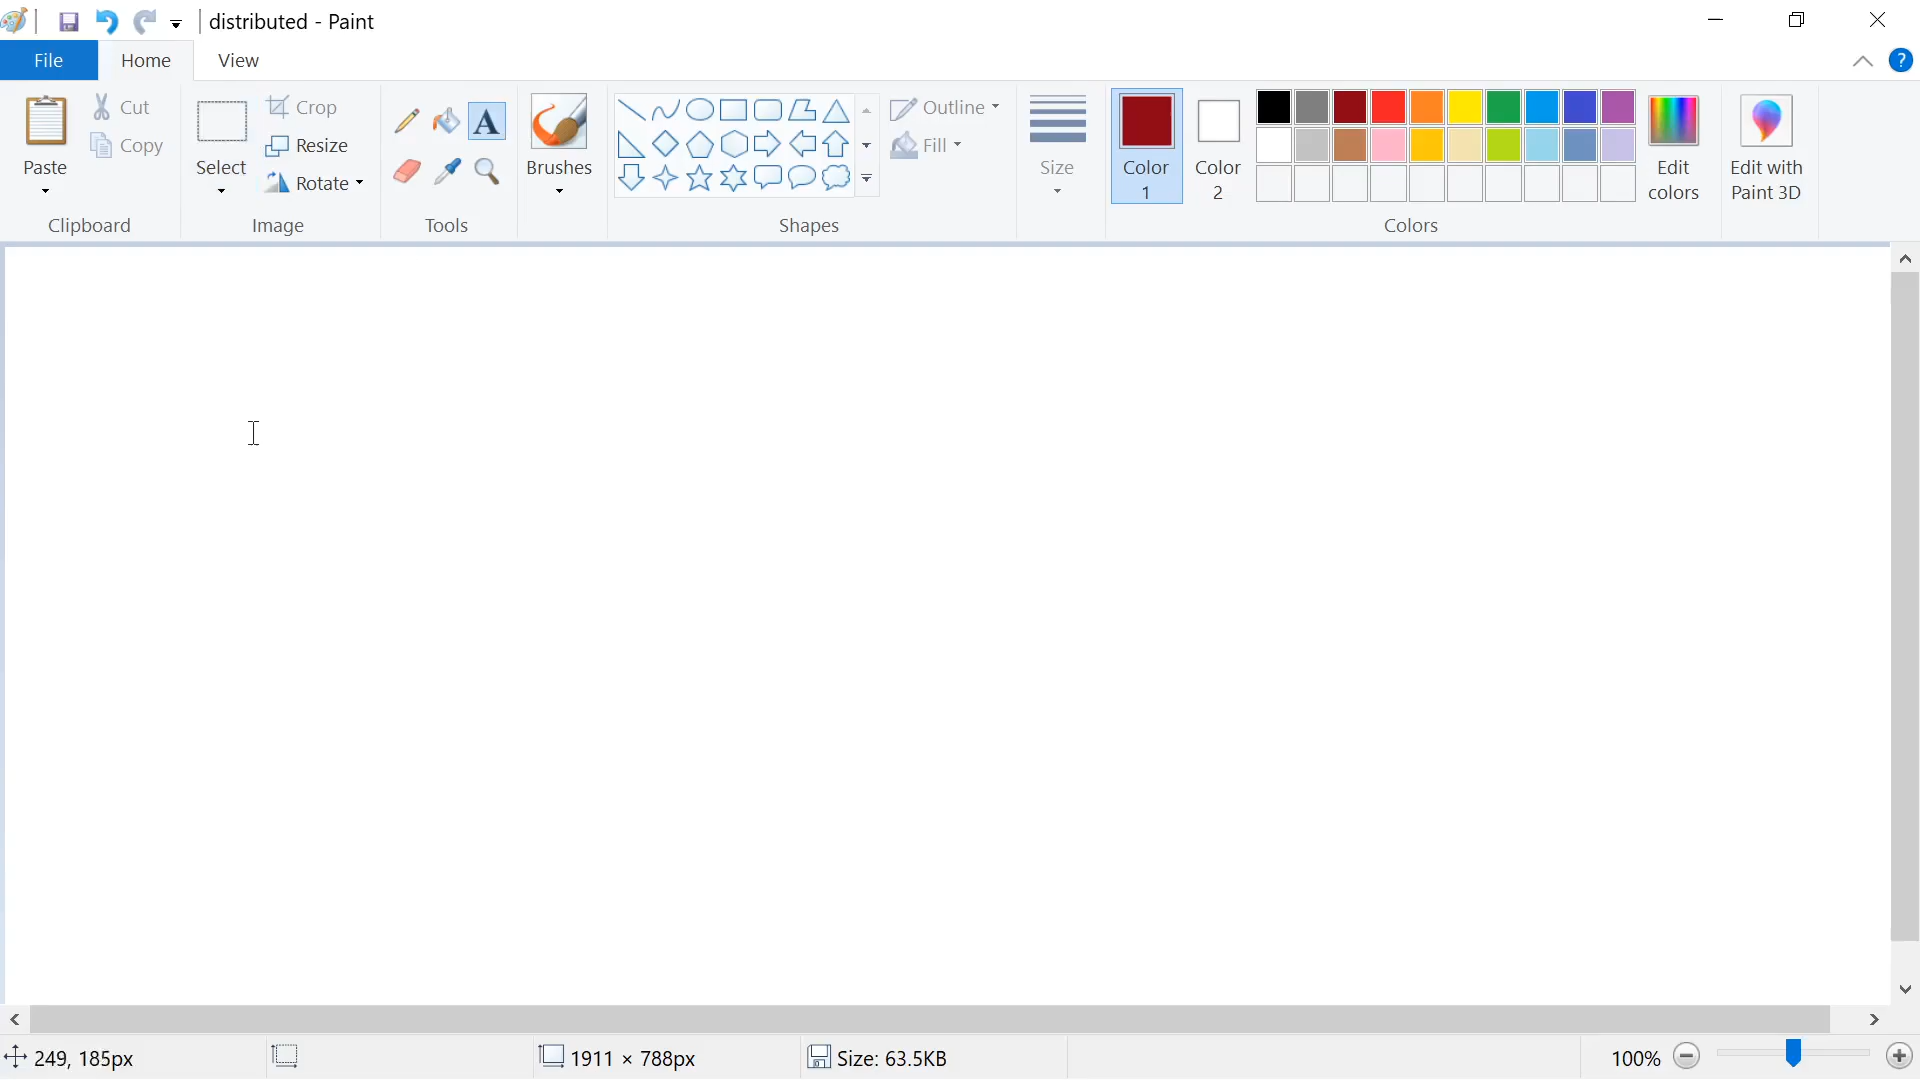 distributed - Paint
File Home View ?
Paste Cut Copy Select Crop Resize Rotate A Brushes Outline Fill Size Color 1 Color 2 Edit colors Edit with Paint 3D
Clipboard Image Tools Shapes Colors
249, 185px 1911 × 788px Size: 63.5KB 100%